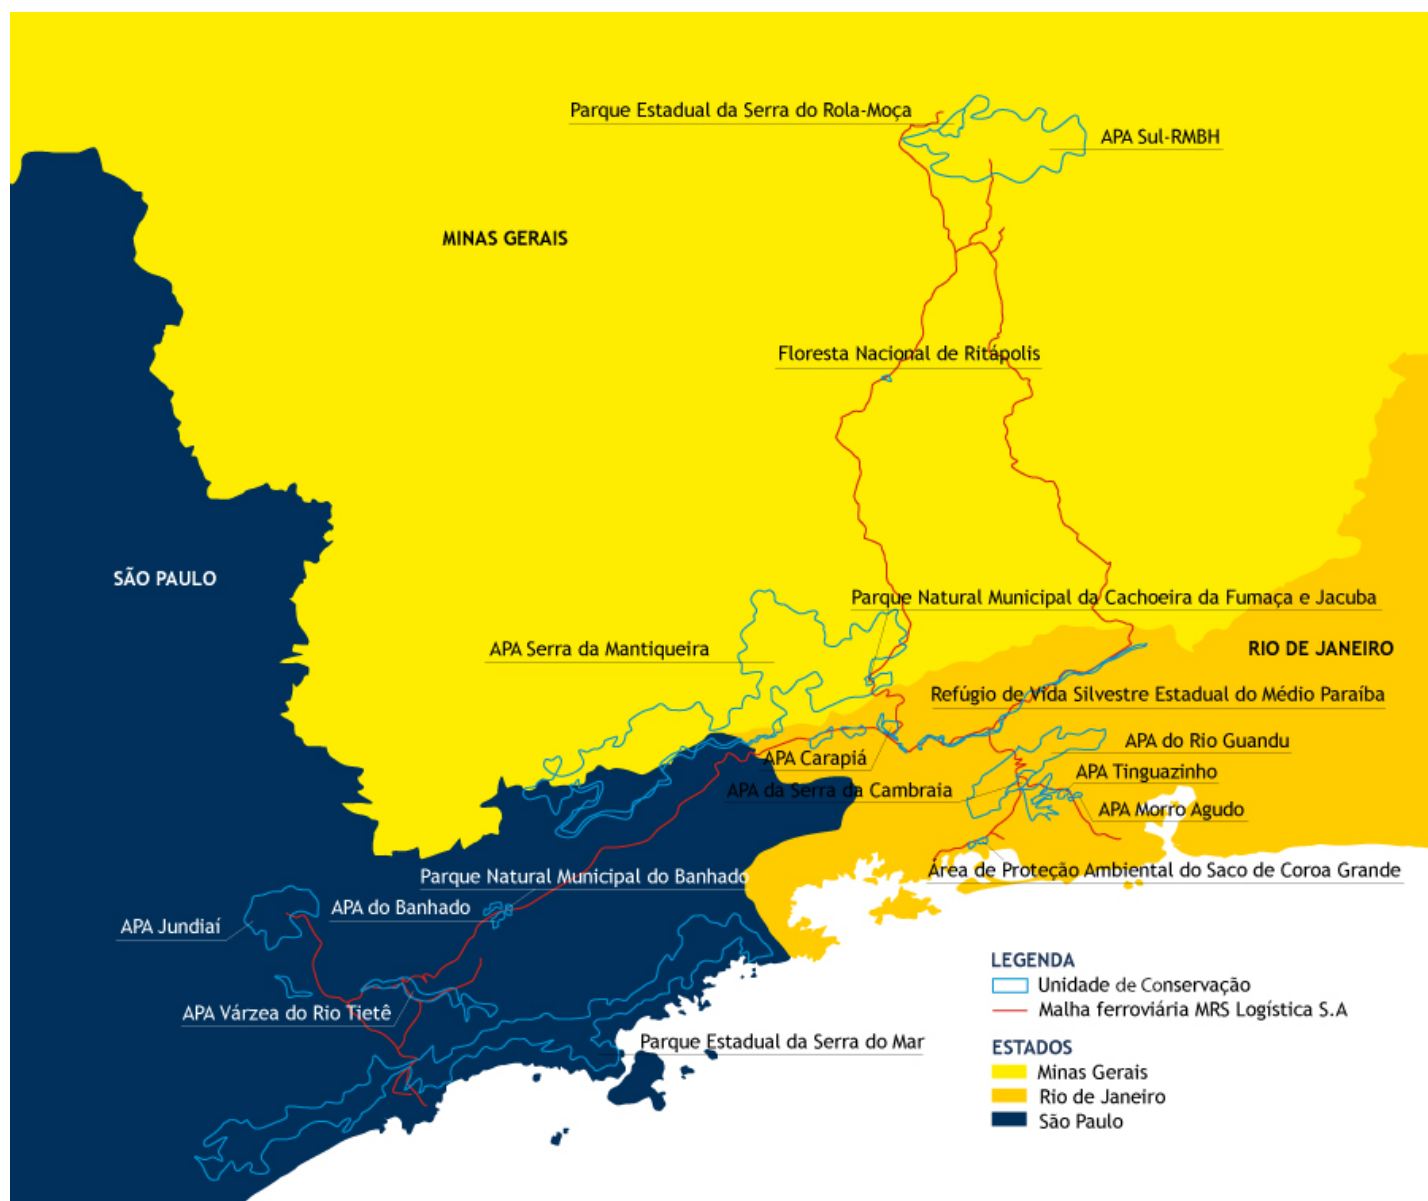 Parque Estadual da Serra do Rola-Moça
APA Sul-RMBH
MINAS GERAIS
Floresta Nacional de Ritápolis
SÃO PAULO
Parque Natural Municipal da Cachoeira da Fumaça e Jacuba
APA Serra da Mantiqueira
RIO DE JANEIRO
Refúgio de Vida Silvestre Estadual do Médio Paraíba
APA do Rio Guandu
APA Carapiá
APA Tinguazinho
APA da Serra da Cambraia
APA Morro Agudo
Área de Proteção Ambiental do Saco de Coroa Grande
Parque Natural Municipal do Banhado
APA do Banhado
APA Jundiaí
APA Várzea do Rio Tietê
Parque Estadual da Serra do Mar
LEGENDA
Unidade de Conservação
Malha ferroviária MRS Logística S.A
ESTADOS
Minas Gerais
Rio de Janeiro
São Paulo